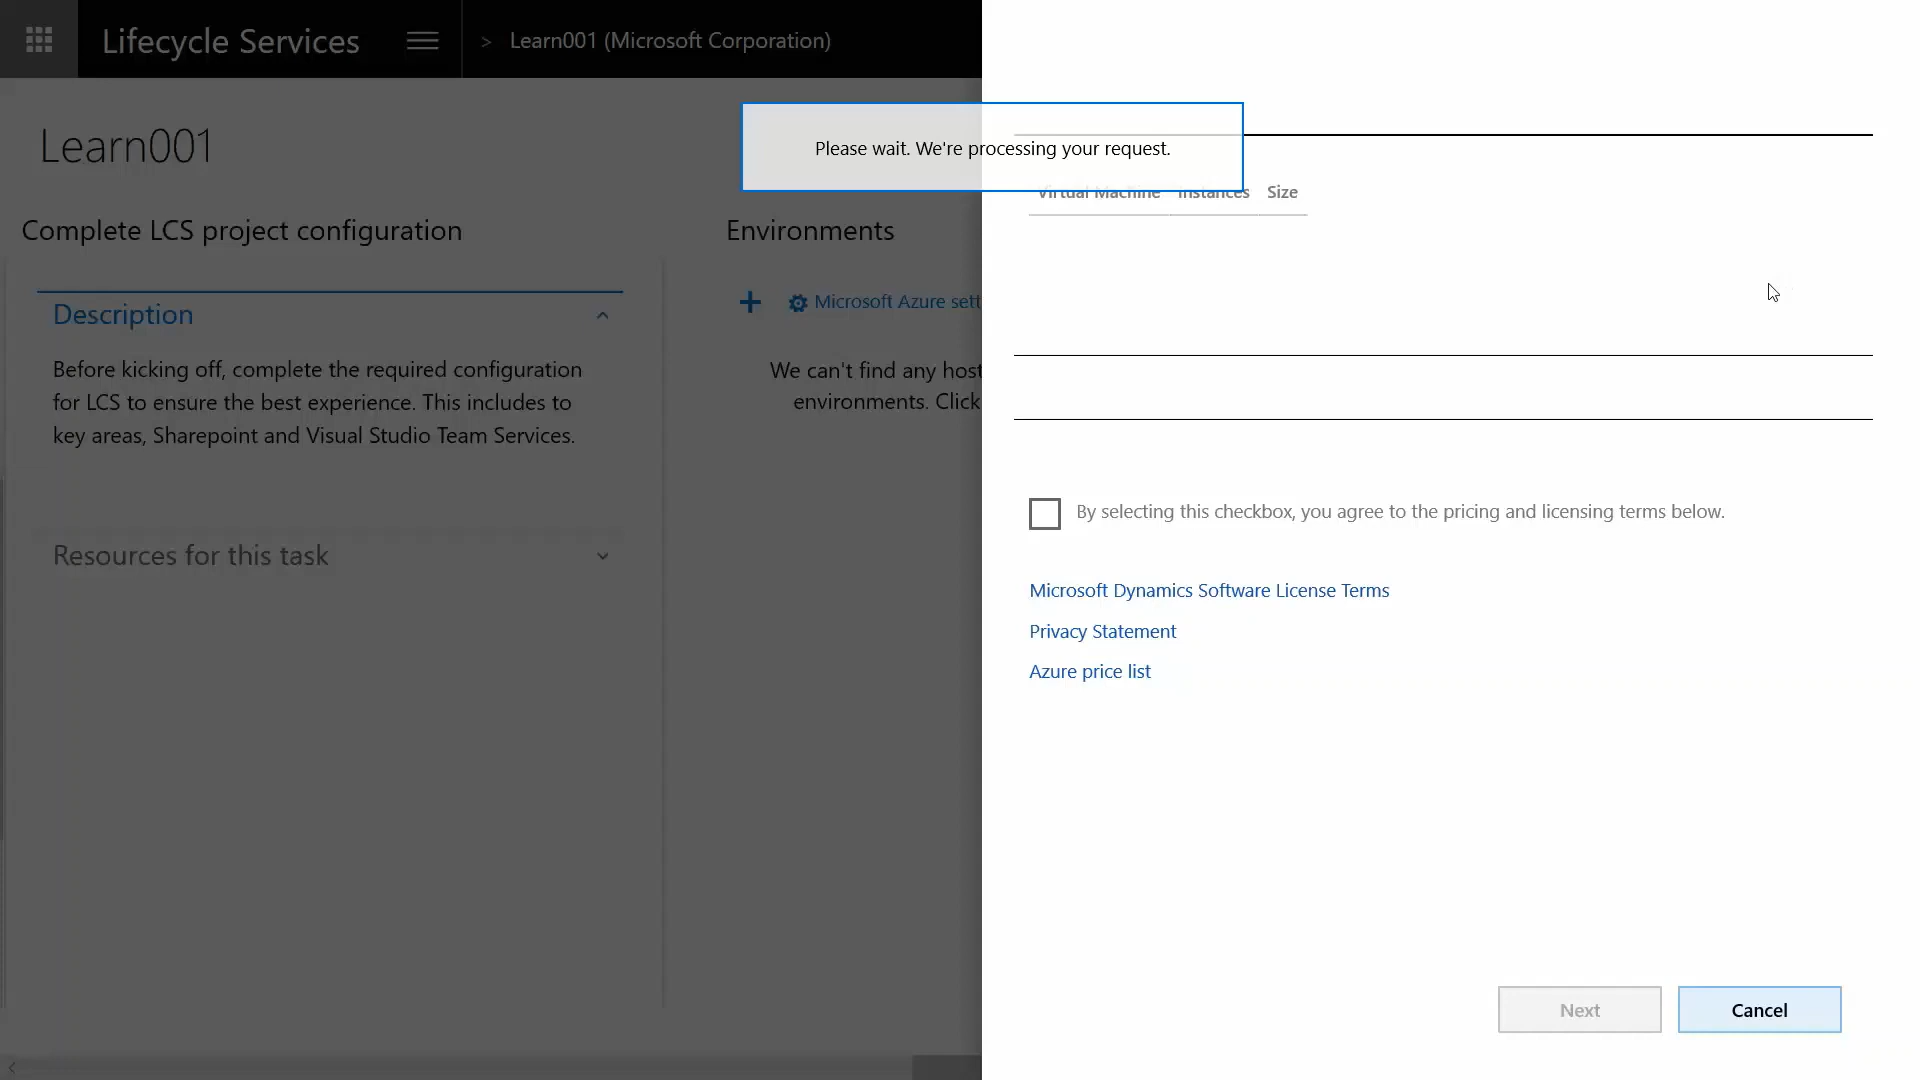 Lifecycle Services
> Learn001 (Microsoft Corporation)
Learn001
Please wait. We're processing your request.
Complete LCS project configuration
Description
Before kicking off, complete the required configuration
for LCS to ensure the best experience. This includes to
key areas, Sharepoint and Visual Studio Team Services.
Resources for this task
Environments
Microsoft Azure sett
We can't find any host
environments. Click
Virtual Machine Instances Size
By selecting this checkbox, you agree to the pricing and licensing terms below.
Microsoft Dynamics Software License Terms
Privacy Statement
Azure price list
Next
Cancel